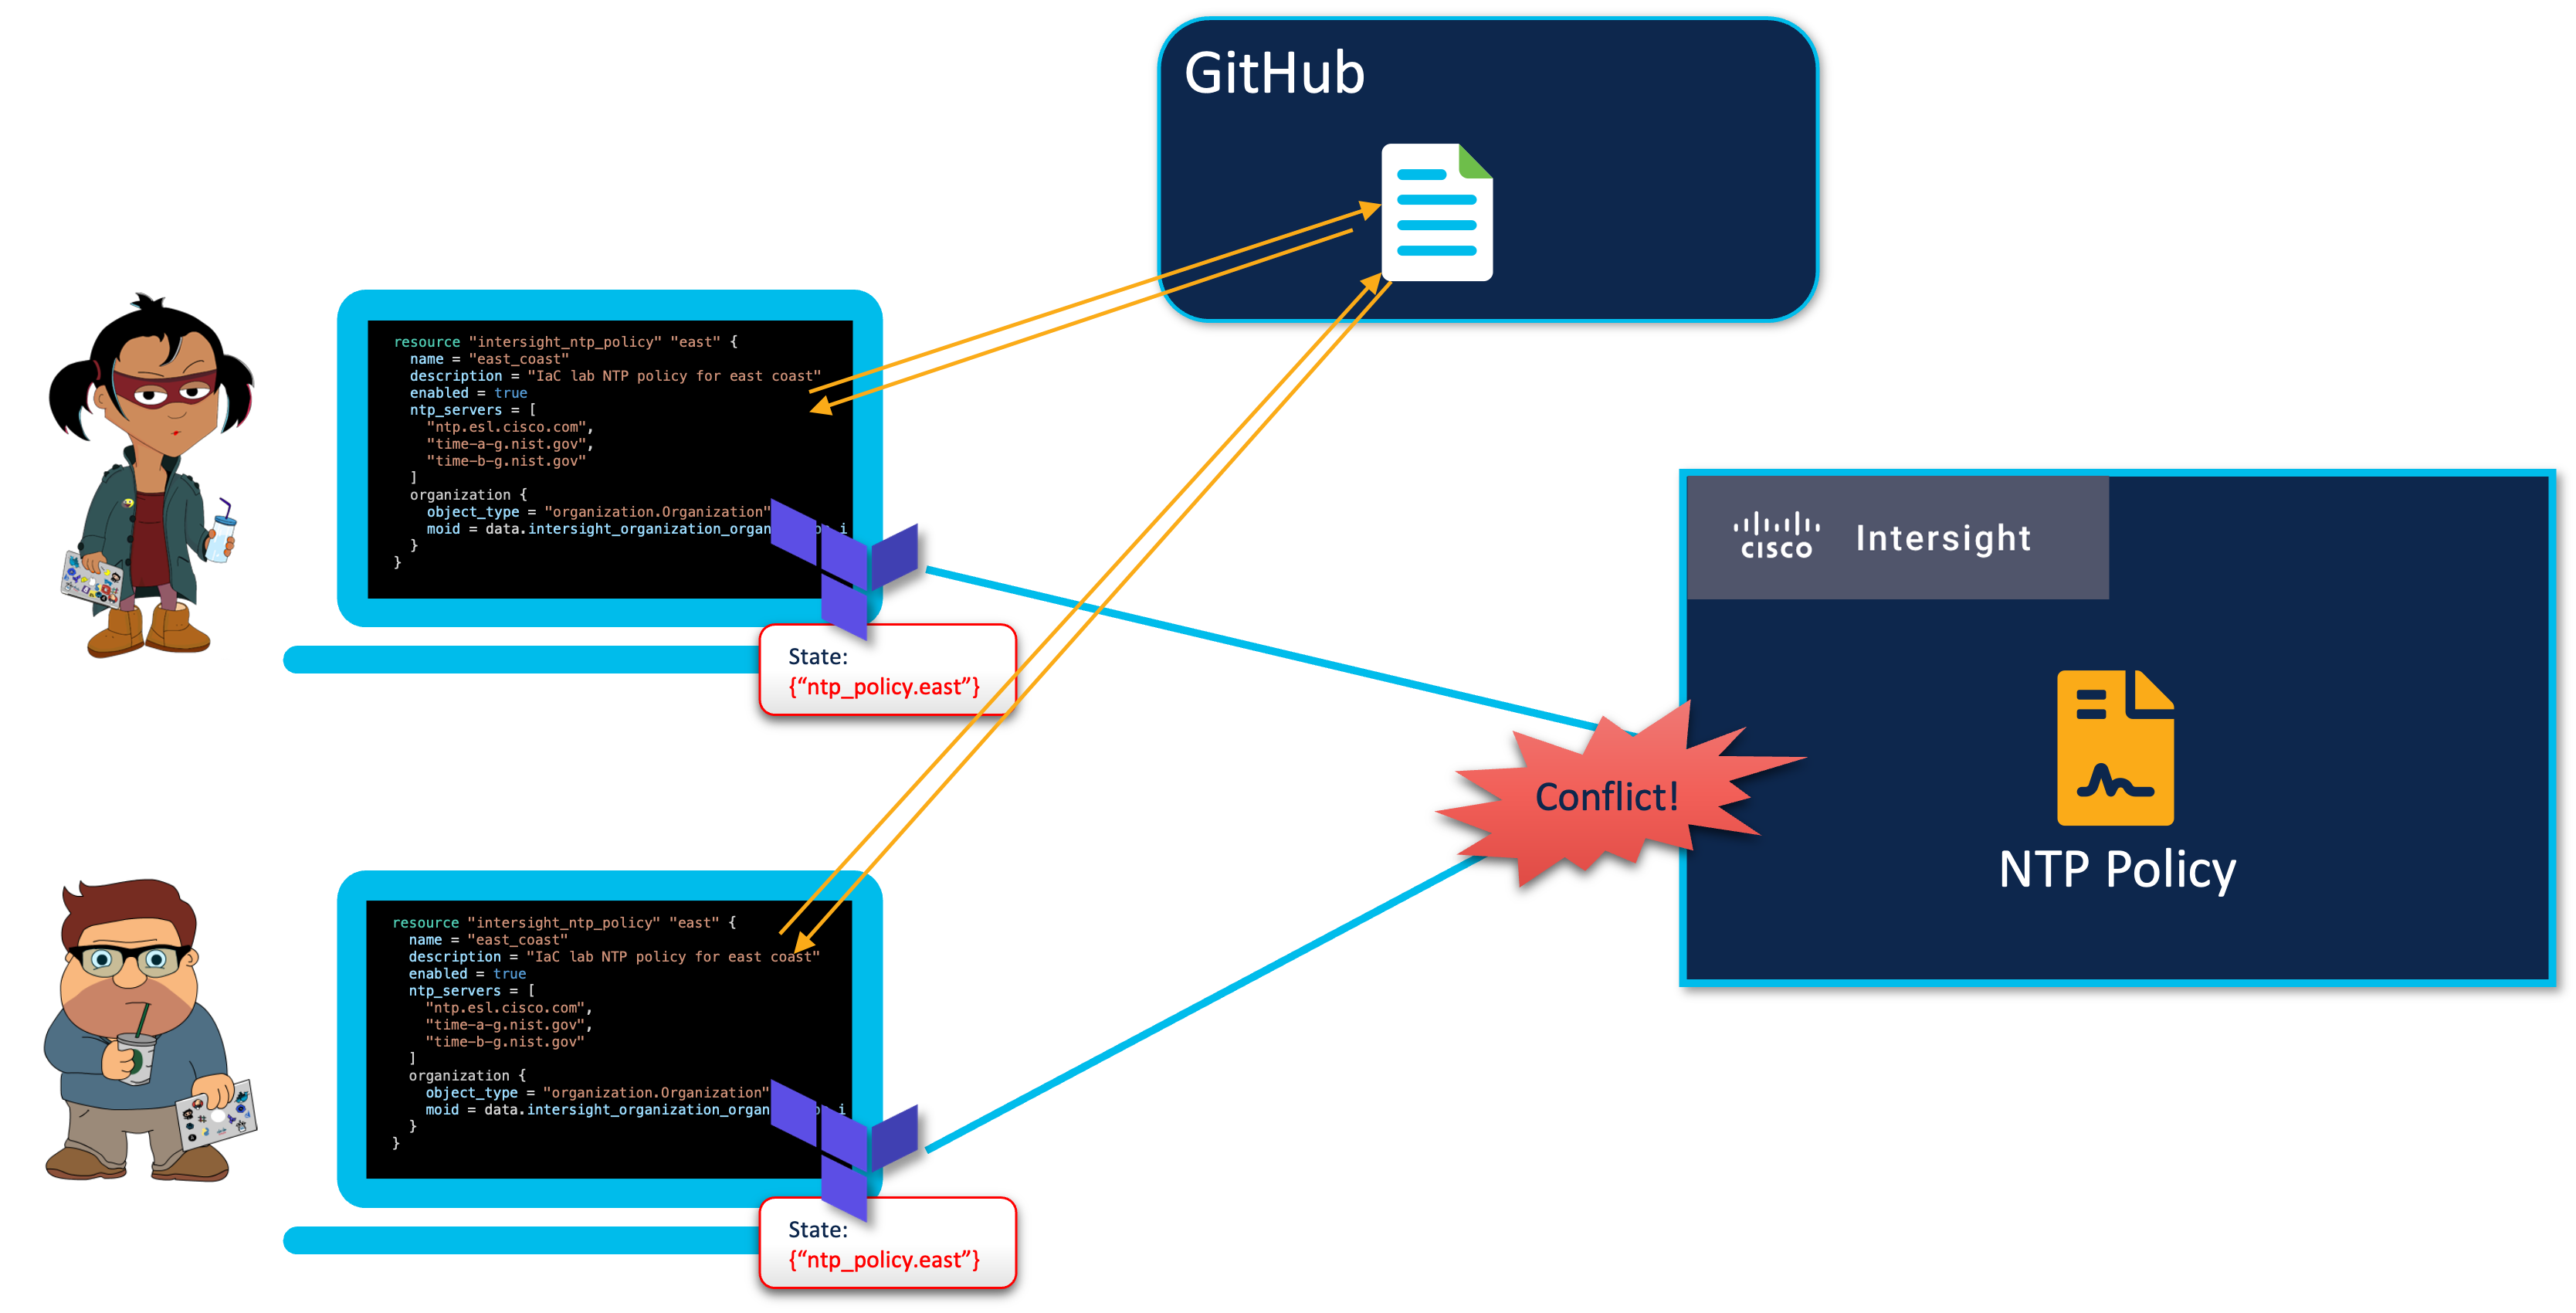 GitHub
resource "intersight_ntp_policy" "east" {
name = "east_coast"
description = "IaC lab NTP policy for east coast"
enabled = true
ntp_servers = [
"ntp.esl.cisco.com",
"time-a-g.nist.gov",
"time-b-g.nist.gov"
]
organization {
object_type = "organization.Organization"
moid = data.intersight_organization_organ
}
}
State:
{“ntp_policy.east”}
CISCO Intersight
Conflict!
NTP Policy
resource "intersight_ntp_policy" "east" {
name = "east_coast"
description = "IaC lab NTP policy for east coast"
enabled = true
ntp_servers = [
"ntp.esl.cisco.com",
"time-a-g.nist.gov",
"time-b-g.nist.gov"
]
organization {
object_type = "organization.Organization"
moid = data.intersight_organization_organ
}
}
State:
{“ntp_policy.east”}